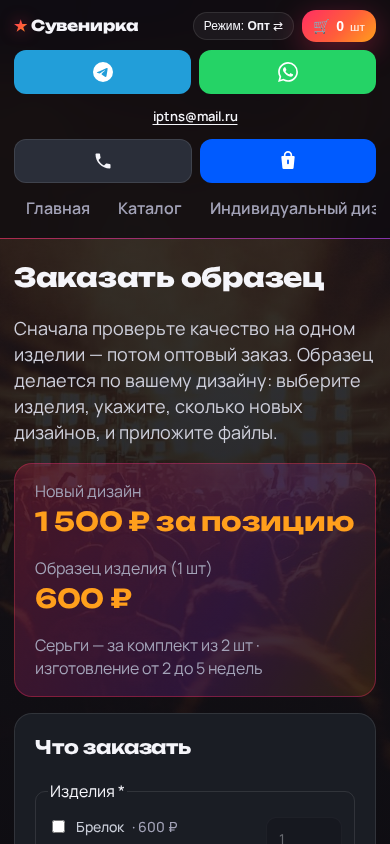 ★ Сувенирка
Режим: Опт ⇄
🛒 0 шт
iptns@mail.ru
Главная Каталог Индивидуальный диз
Заказать образец
Сначала проверьте качество на одном
изделии — потом оптовый заказ. Образец
делается по вашему дизайну: выберите
изделия, укажите, сколько новых
дизайнов, и приложите файлы.
Новый дизайн
1 500 ₽ за позицию
Образец изделия (1 шт)
600 ₽
Серьги — за комплект из 2 шт ·
изготовление от 2 до 5 недель
Что заказать
Изделия *
Брелок · 600 ₽
1